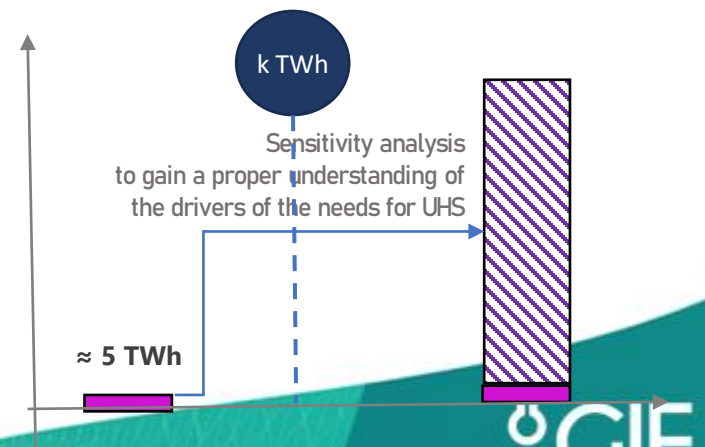 k TWh
Sensitivity analysis
to gain a proper understanding of
the drivers of the needs for UHS
≈ 5 TWh
GIE